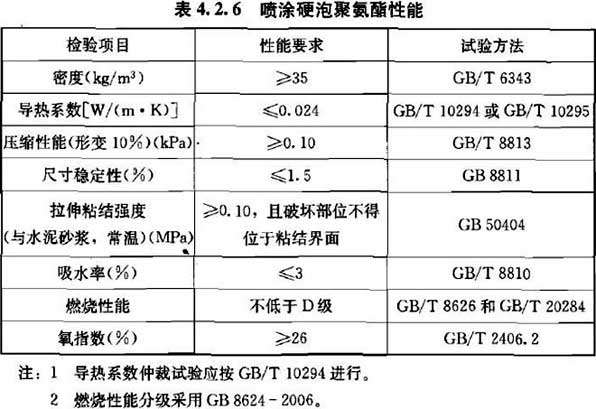 表4.2.6 喷涂硬泡聚氨酯性能
检验项目 性能要求 试验方法
密度(kg/m³) ≥35 GB/T 6343
导热系数[W/(m·K)] ≤0.024 GB/T 10294 或 GB/T 10295
压缩性能(形变10%)(kPa) ≥0.10 GB/T 8813
尺寸稳定性(%) ≤1.5 GB 8811
拉伸粘结强度
(与水泥砂浆，常温)(MPa)
≥0.10，且破坏部位不得
位于粘结界面
GB 50404
吸水率(%) ≤3 GB/T 8810
燃烧性能 不低于D级 GB/T 8626 和 GB/T 20284
氧指数(%) ≥26 GB/T 2406.2
注：1 导热系数仲裁试验应按 GB/T 10294 进行。
2 燃烧性能分级采用 GB 8624-2006。